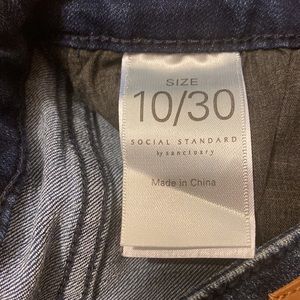 SIZE
10/30
SOCIAL STANDARD
by sanctuary
Made in China